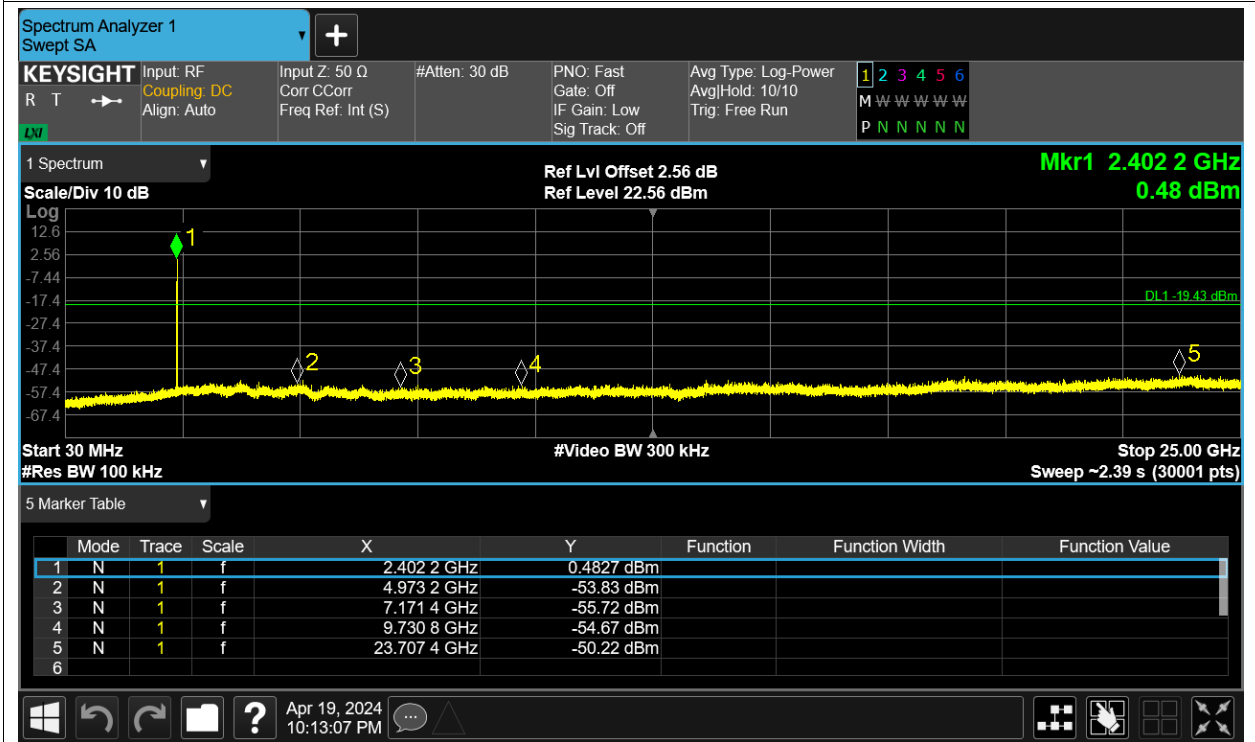 Spectrum Analyzer 1
Swept SA
KEYSIGHT
R T
LXI
Input: RF
Coupling: DC
Align: Auto
Input Z: 50 Ω
Corr CCorr
Freq Ref: Int (S)
#Atten: 30 dB
PNO: Fast
Gate: Off
IF Gain: Low
Sig Track: Off
Avg Type: Log-Power
Avg|Hold: 10/10
Trig: Free Run
1 2 3 4 5 6
M W W W W W
P N N N N N
1 Spectrum
Scale/Div 10 dB
Ref Lvl Offset 2.56 dB
Ref Level 22.56 dBm
Mkr1 2.402 2 GHz
0.48 dBm
Log
12.6
2.56
-7.44
-17.4
-27.4
-37.4
-47.4
-57.4
-67.4
1
DL1 -19.43 dBm
2
3
4
5
Start 30 MHz
#Res BW 100 kHz
#Video BW 300 kHz
Stop 25.00 GHz
Sweep ~2.39 s (30001 pts)
5 Marker Table
Mode Trace Scale X Y Function Function Width Function Value
1 N 1 f 2.402 2 GHz 0.4827 dBm
2 N 1 f 4.973 2 GHz -53.83 dBm
3 N 1 f 7.171 4 GHz -55.72 dBm
4 N 1 f 9.730 8 GHz -54.67 dBm
5 N 1 f 23.707 4 GHz -50.22 dBm
6
?
Apr 19, 2024
10:13:07 PM